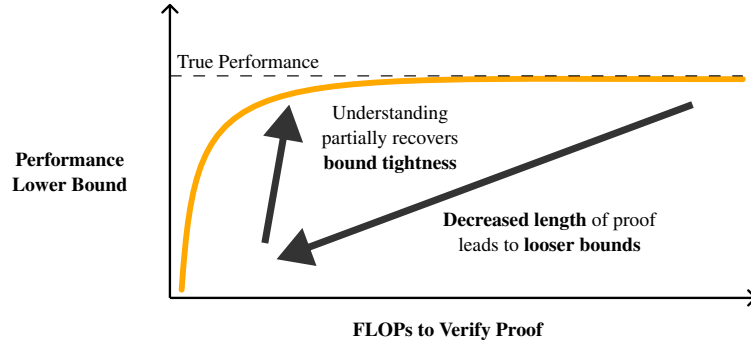 True Performance
Understanding
partially recovers
bound tightness
Performance
Lower Bound
Decreased length of proof
leads to looser bounds
FLOPs to Verify Proof